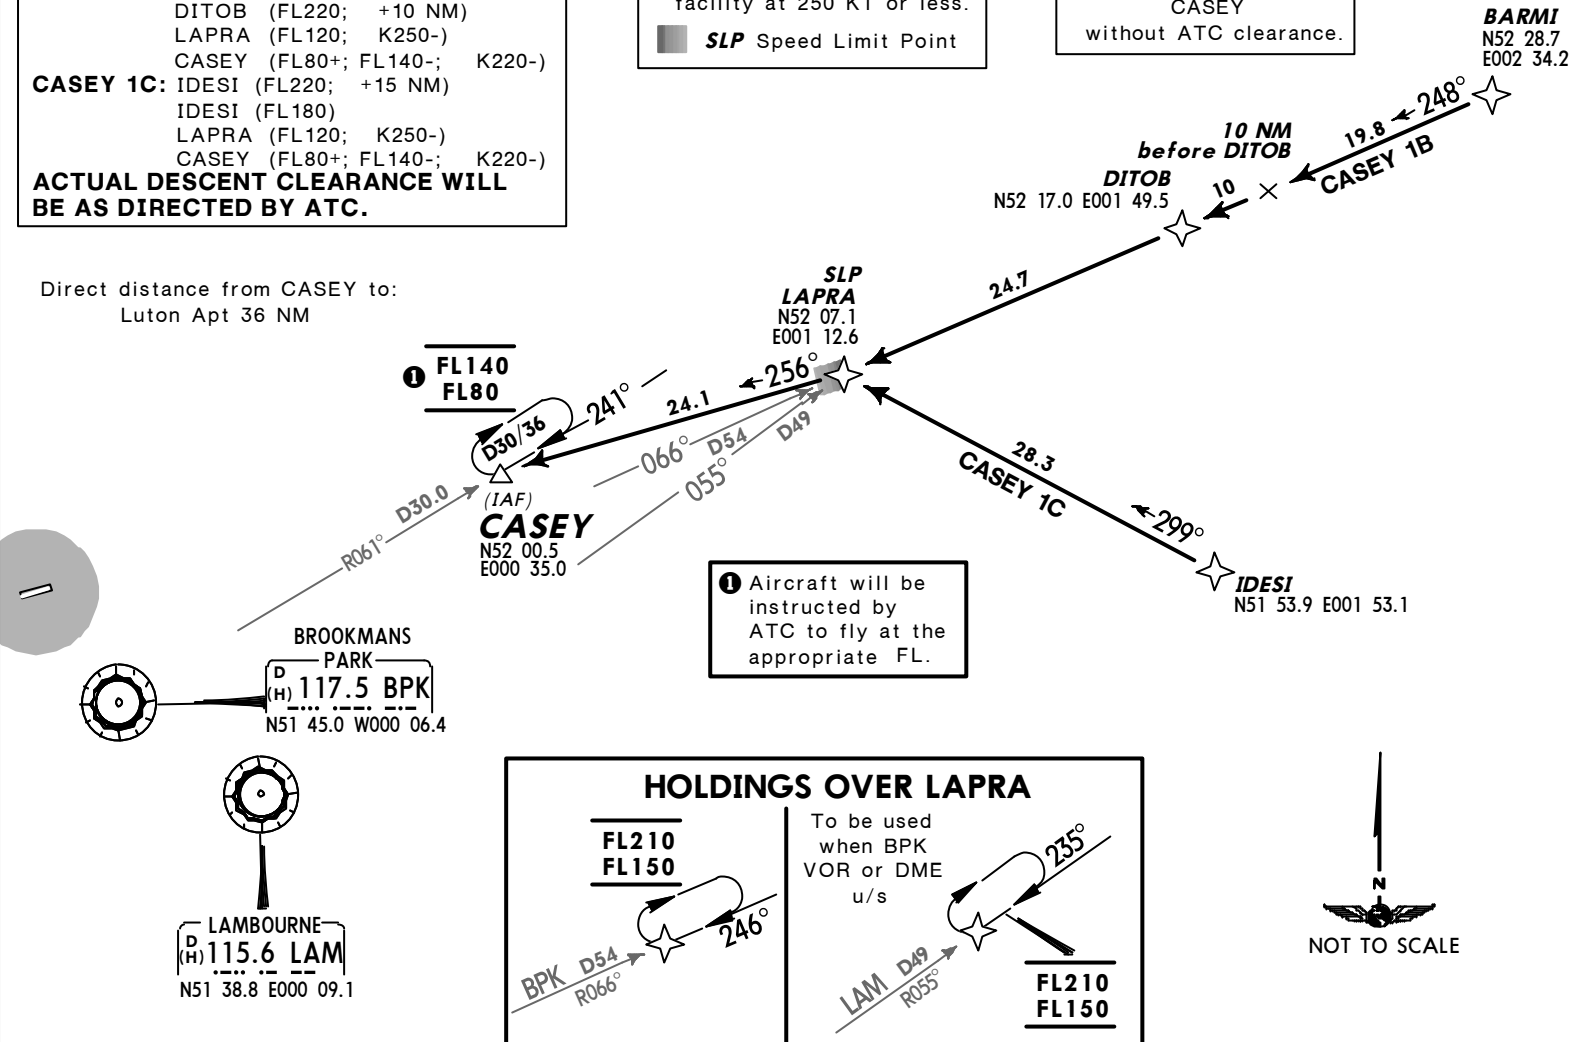 DITOB (FL220; +10 NM)
LAPRA (FL120; K250-)
CASEY (FL80+; FL140-; K220-)
CASEY 1C: IDESI (FL220; +15 NM)
IDESI (FL180)
LAPRA (FL120; K250-)
CASEY (FL80+; FL140-; K220-)
ACTUAL DESCENT CLEARANCE WILL
BE AS DIRECTED BY ATC.
facility at 250 KT or less.
SLP Speed Limit Point
CASEY
without ATC clearance.
BARMI
N52 28.7
E002 34.2
248°
19.8
CASEY 1B
10 NM
before DITOB
10
DITOB
N52 17.0 E001 49.5
24.7
SLP
LAPRA
N52 07.1
E001 12.6
Direct distance from CASEY to:
Luton Apt 36 NM
1
FL140
FL80
D30/36
241°
256°
24.1
066° D54
055° D49
28.3
CASEY 1C
299°
IDESI
N51 53.9 E001 53.1
(IAF)
CASEY
N52 00.5
E000 35.0
D30.0
R061°
1 Aircraft will be
instructed by
ATC to fly at the
appropriate FL.
BROOKMANS
PARK
D
(H) 117.5 BPK
N51 45.0 W000 06.4
LAMBOURNE
D
(H) 115.6 LAM
N51 38.8 E000 09.1
HOLDINGS OVER LAPRA
FL210
FL150
246°
BPK D54
R066°
To be used
when BPK
VOR or DME
u/s
235°
LAM D49
R055°
FL210
FL150
N
NOT TO SCALE